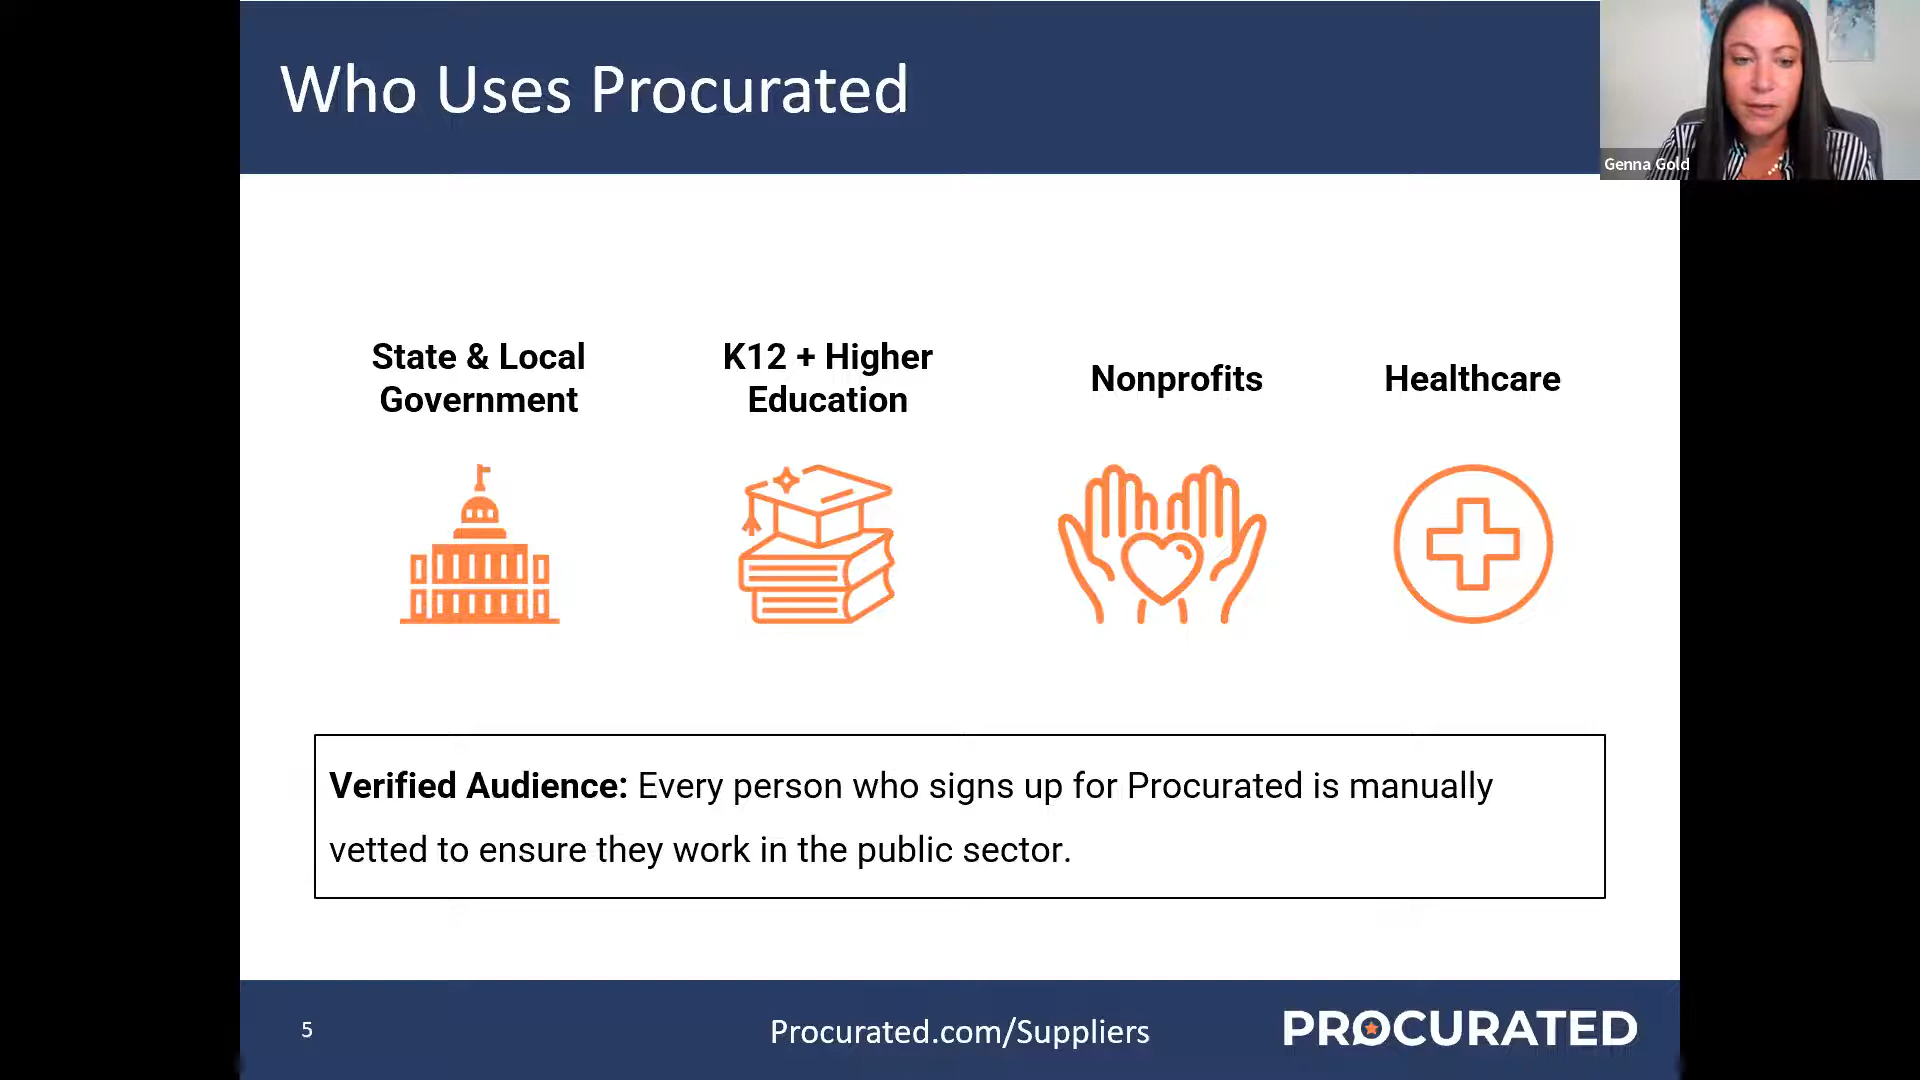 Who Uses Procurated
Genna Gold
State & Local
Government
K12 + Higher
Education
Nonprofits
Healthcare
Verified Audience: Every person who signs up for Procurated is manually
vetted to ensure they work in the public sector.
5
Procurated.com/Suppliers
PROCURATED